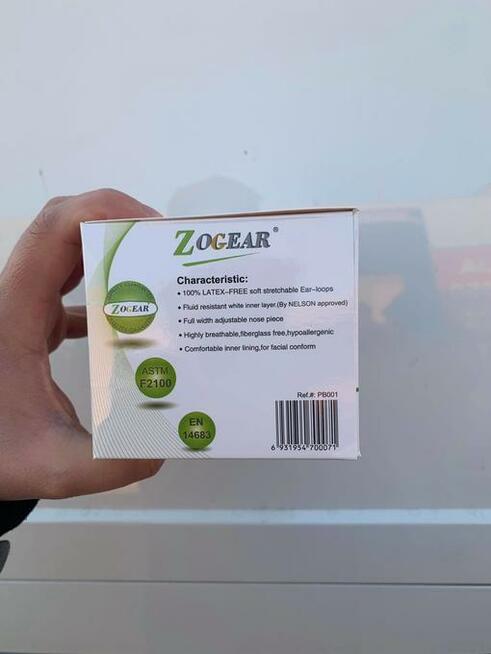 ZOGEAR®
Characteristic:
• 100% LATEX-FREE soft stretchable Ear-loops
• Fluid resistant white inner layer.(By NELSON approved)
• Full width adjustable nose piece
• Highly breathable,fiberglass free,hypoallergenic
• Comfortable inner lining,for facial conform
ZOGEAR
ASTM
F2100
EN
14683
Ref.#: PB001
6 931954 700071